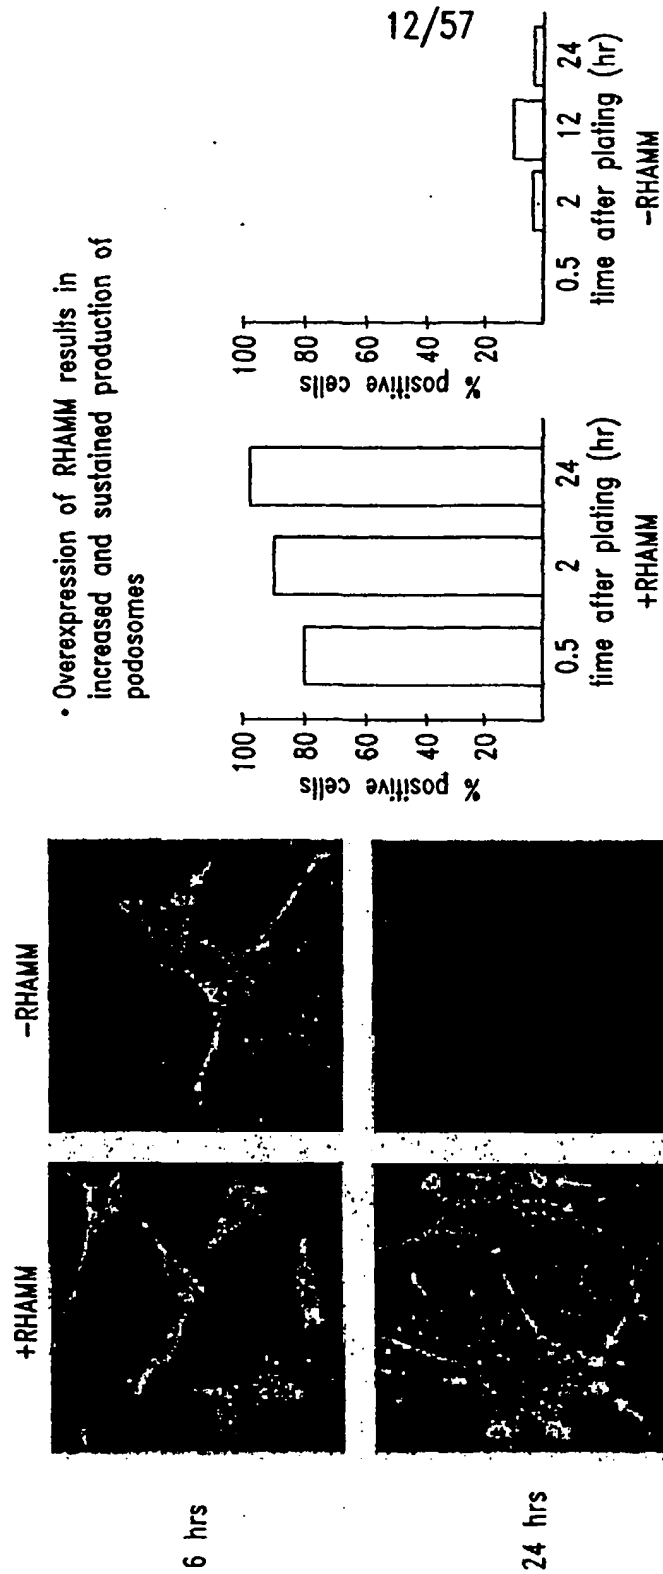 12/57
+RHAMM
-RHAMM
6 hrs
24 hrs
• Overexpression of RHAMM results in
increased and sustained production of
podosomes
% positive cells
100
80
60
40
20
0.5 2 24
time after plating (hr)
+RHAMM
% positive cells
100
80
60
40
20
0.5 2 12 24
time after plating (hr)
-RHAMM